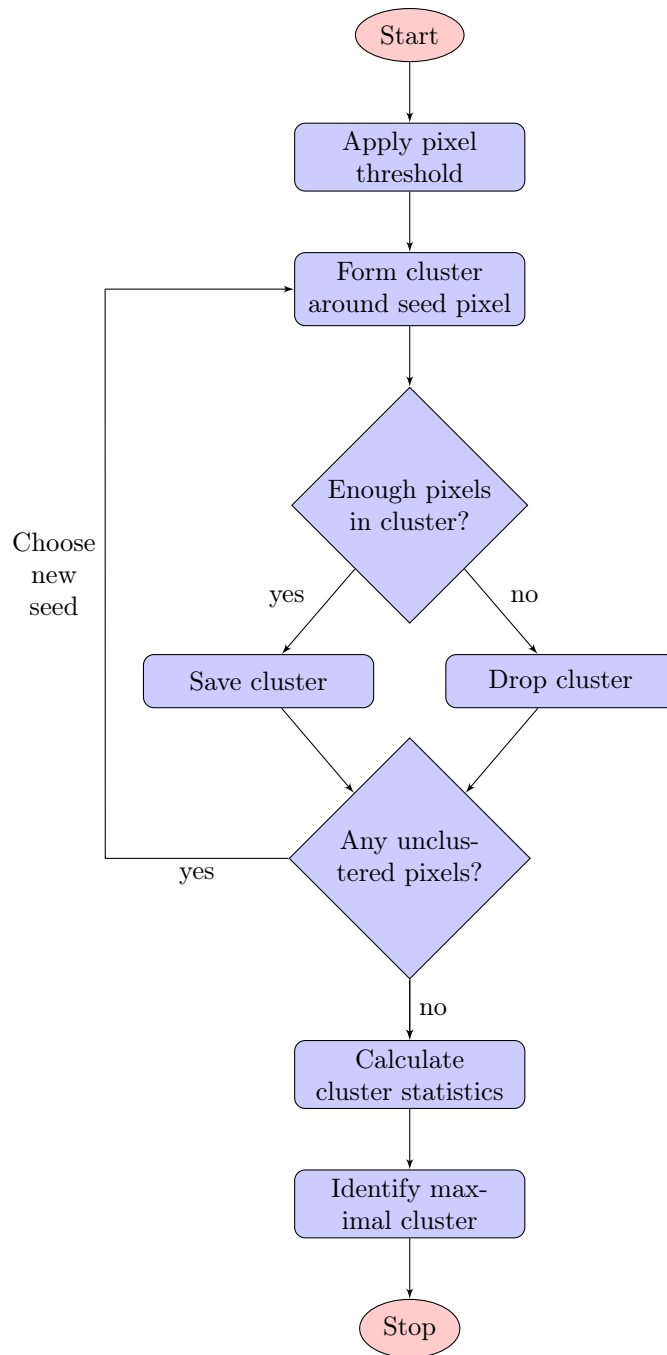 Start
Apply pixel
threshold
Form cluster
around seed pixel
Enough pixels
in cluster?
Choose
new
seed
yes
no
Save cluster
Drop cluster
Any unclus-
tered pixels?
yes
no
Calculate
cluster statistics
Identify max-
imal cluster
Stop